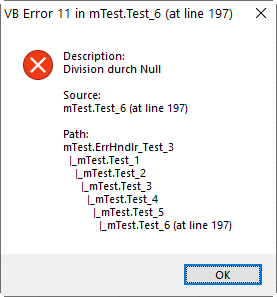 VB Error 11 in mTest.Test_6 (at line 197)
Description:
Division durch Null
Source:
mTest.Test_6 (at line 197)
Path:
mTest.ErrHndlr_Test_3
|_mTest.Test_1
|_mTest.Test_2
|_mTest.Test_3
|_mTest.Test_4
|_mTest.Test_5
|_mTest.Test_6 (at line 197)
OK